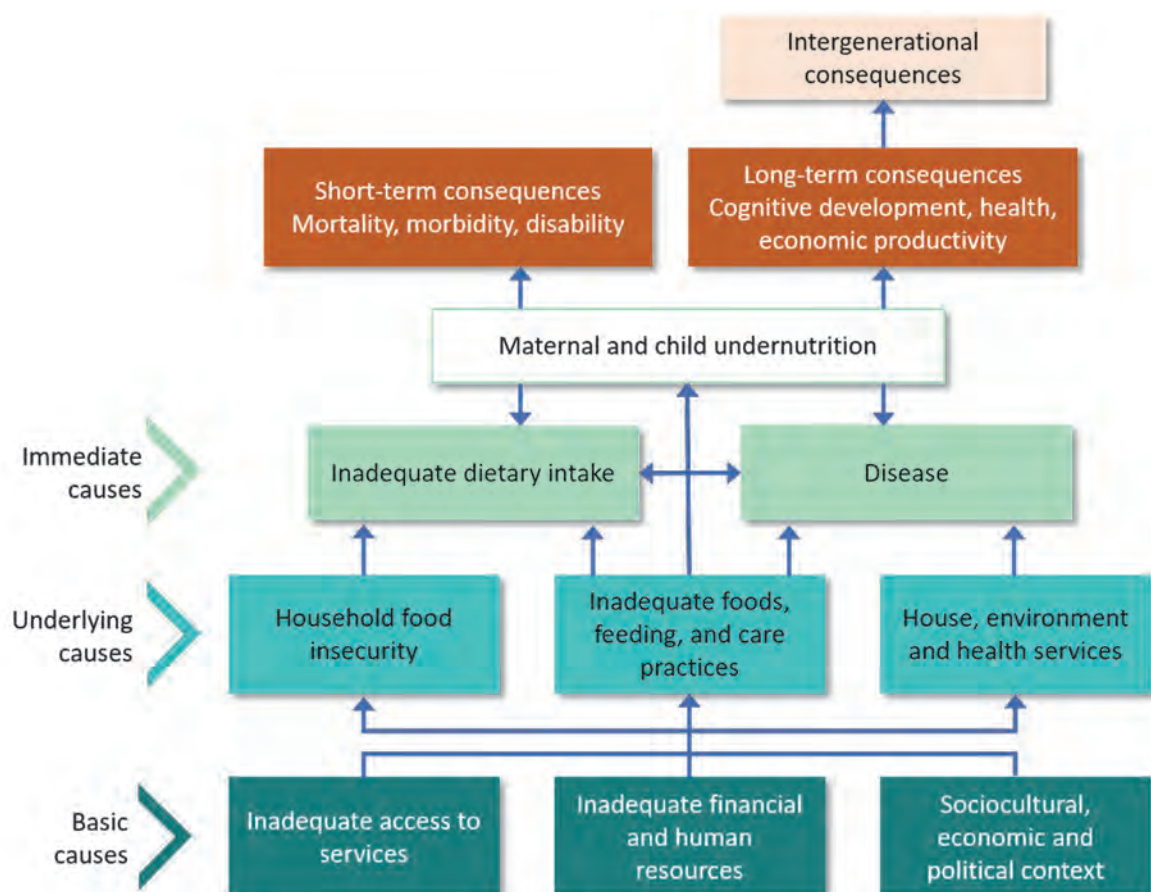 Intergenerational
consequences
Short-term consequences
Mortality, morbidity, disability
Long-term consequences
Cognitive development, health,
economic productivity
Maternal and child undernutrition
Immediate
causes
Inadequate dietary intake
Disease
Underlying
causes
Household food
insecurity
Inadequate foods,
feeding, and care
practices
House, environment
and health services
Basic
causes
Inadequate access to
services
Inadequate financial
and human
resources
Sociocultural,
economic and
political context